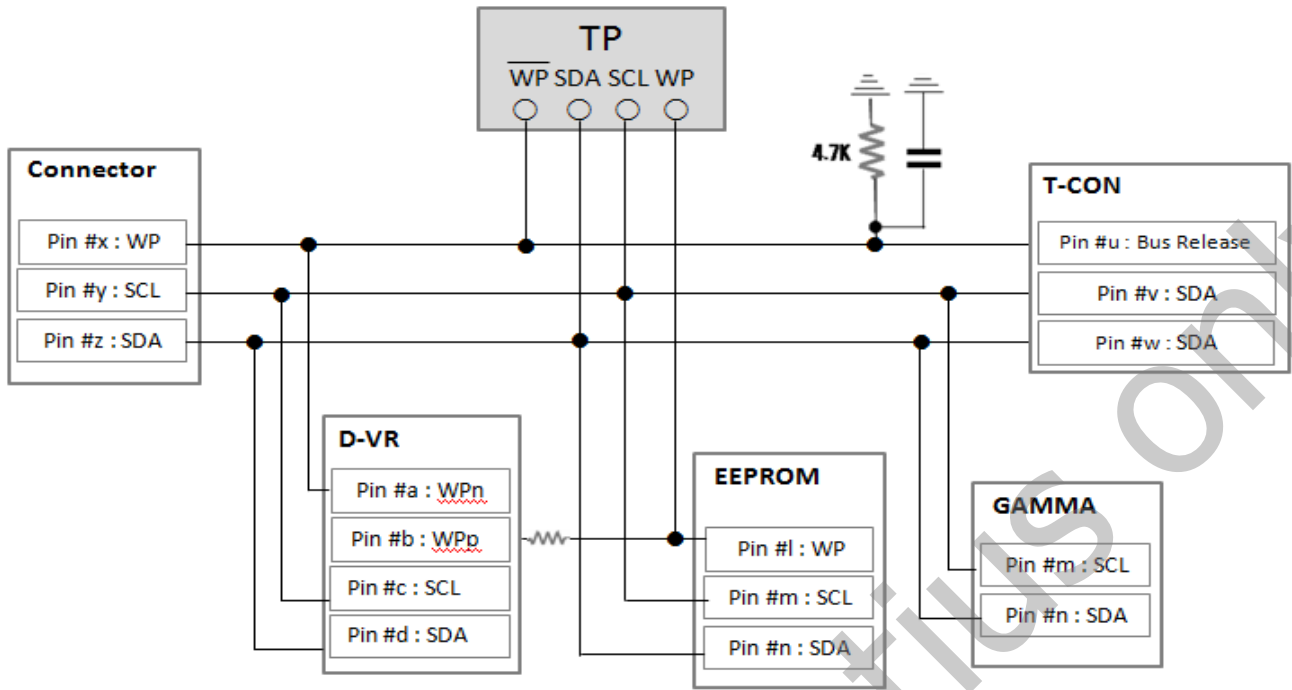 TP
WP SDA SCL WP
4.7K
Connector
Pin #x : WP
Pin #y : SCL
Pin #z : SDA
T-CON
Pin #u : Bus Release
Pin #v : SDA
Pin #w : SDA
D-VR
Pin #a : WPn
Pin #b : WPp
Pin #c : SCL
Pin #d : SDA
EEPROM
Pin #l : WP
Pin #m : SCL
Pin #n : SDA
GAMMA
Pin #m : SCL
Pin #n : SDA